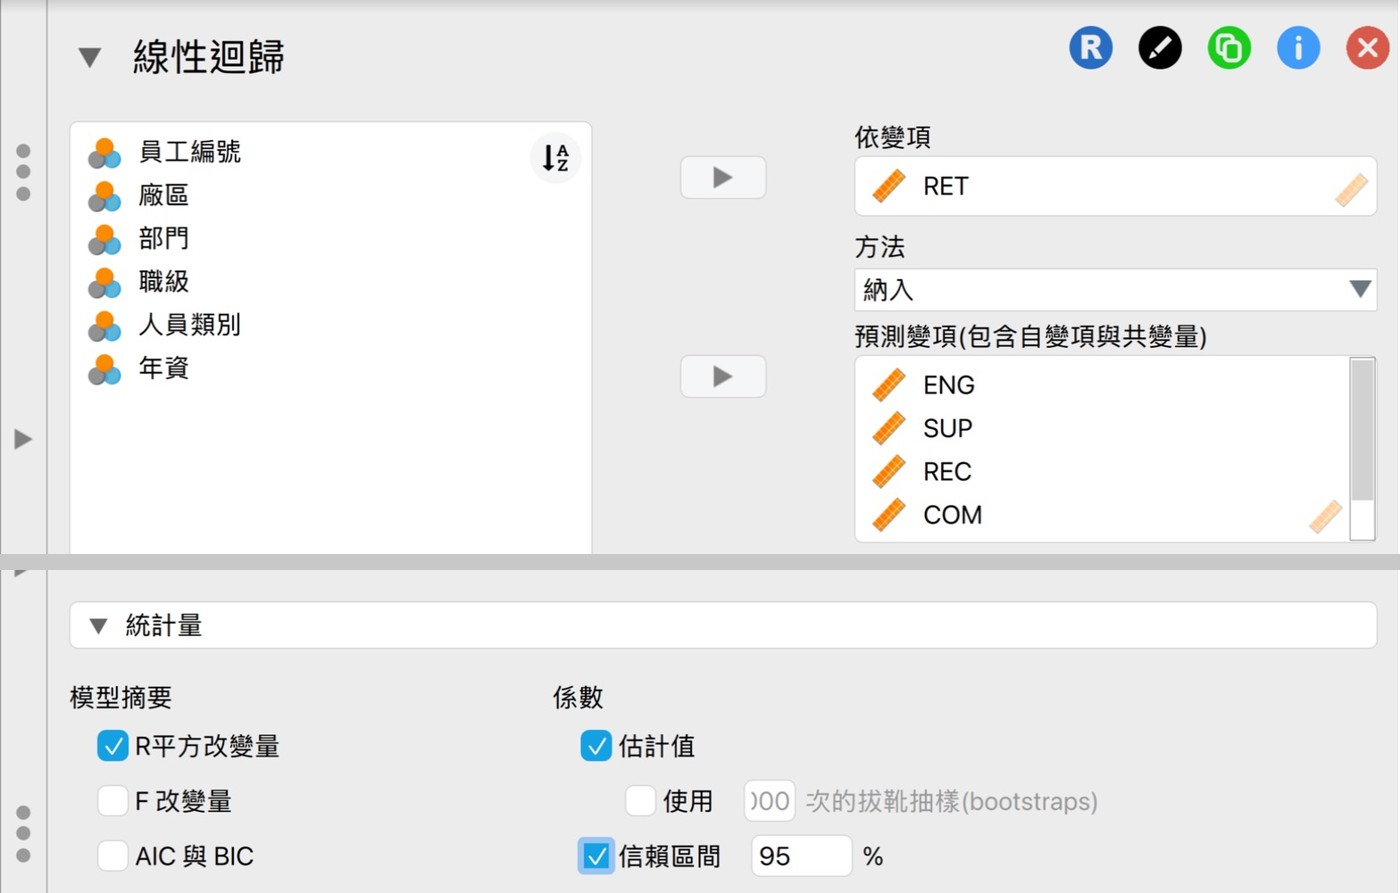 線性迴歸
R
i
員工編號
廠區
部門
職級
人員類別
年資
A
Z
依變項
RET
方法
納入
預測變項(包含自變項與共變量)
ENG
SUP
REC
COM
統計量
模型摘要
R平方改變量
F 改變量
AIC 與 BIC
係數
估計值
使用 000 次的拔靴抽樣(bootstraps)
信賴區間 95 %